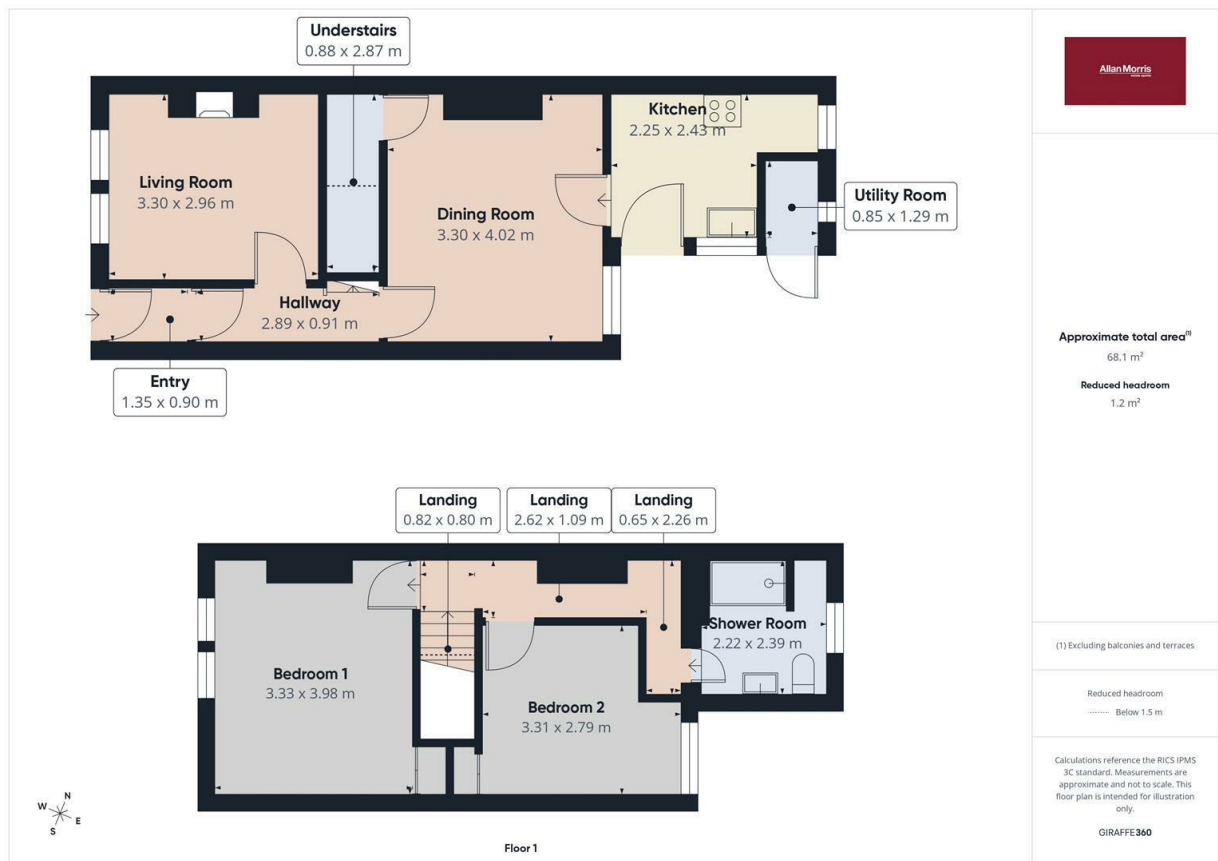 Understairs
0.88 x 2.87 m
Living Room
3.30 x 2.96 m
Dining Room
3.30 x 4.02 m
Kitchen
2.25 x 2.43 m
Utility Room
0.85 x 1.29 m
Hallway
2.89 x 0.91 m
Entry
1.35 x 0.90 m
Landing
0.82 x 0.80 m
Landing
2.62 x 1.09 m
Landing
0.65 x 2.26 m
Bedroom 1
3.33 x 3.98 m
Bedroom 2
3.31 x 2.79 m
Shower Room
2.22 x 2.39 m
N
W
E
S
Floor 1
Allan Morris
estate agents
Approximate total area(1)
68.1 m²
Reduced headroom
1.2 m²
(1) Excluding balconies and terraces
Reduced headroom
Below 1.5 m
Calculations reference the RICS IPMS
3C standard. Measurements are
approximate and not to scale. This
floor plan is intended for illustration
only.
GIRAFFE360